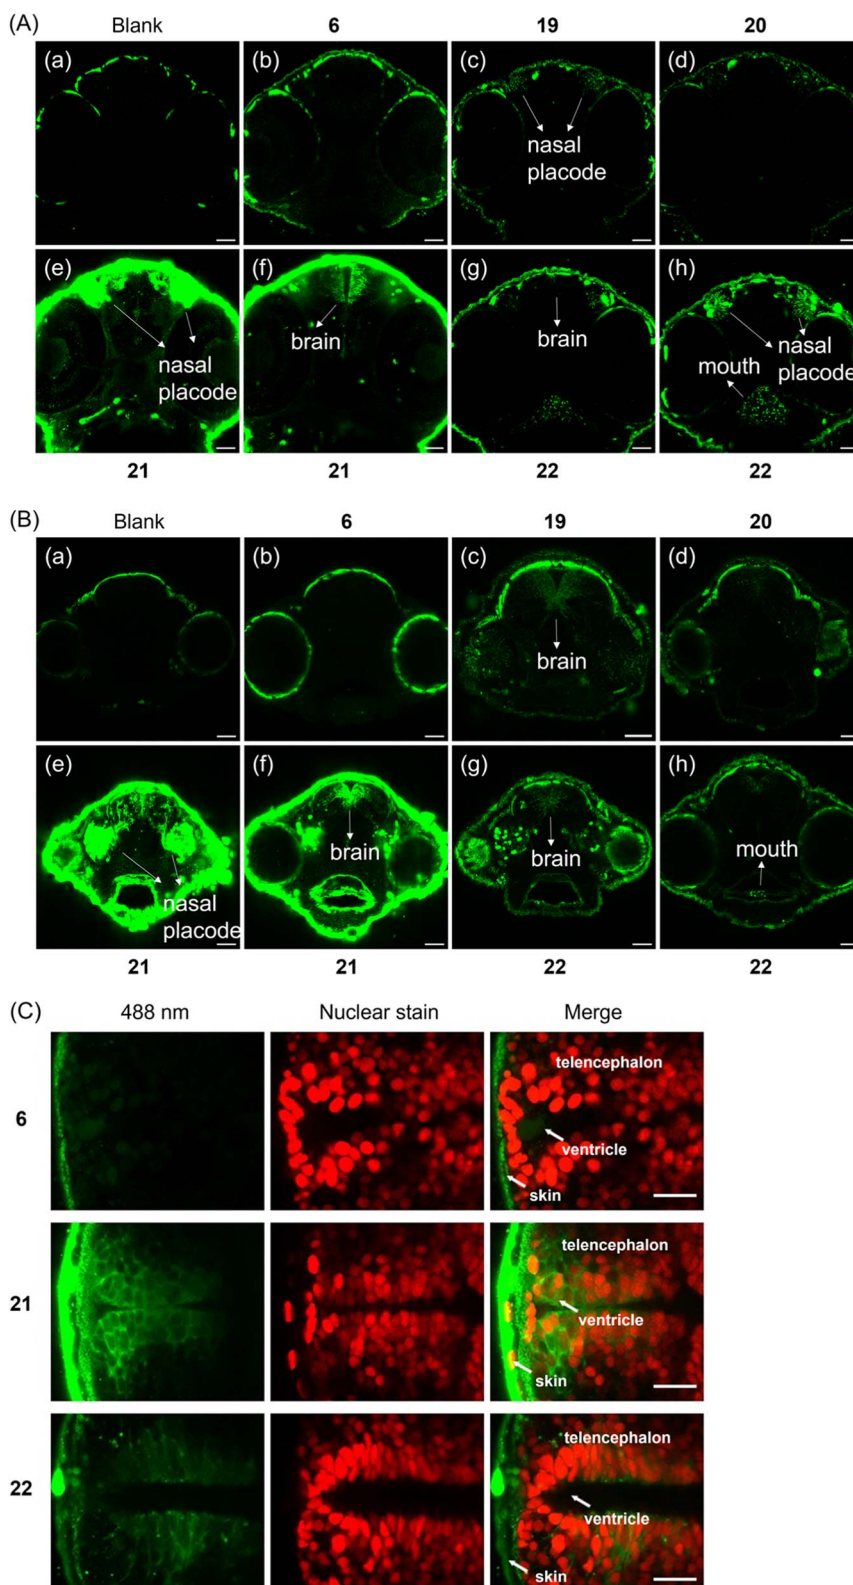 (A) Blank 6 19 20
(a) (b) (c) (d)
nasal
placode
(e) (f) (g) (h)
brain brain
nasal
placode
mouth nasal
placode
21 21 22 22
(B) Blank 6 19 20
(a) (b) (c) (d)
brain
(e) (f) (g) (h)
brain brain mouth
nasal
placode
21 21 22 22
(C) 488 nm Nuclear stain Merge
telencephalon
6
ventricle
skin
telencephalon
21
ventricle
skin
telencephalon
22
ventricle
skin